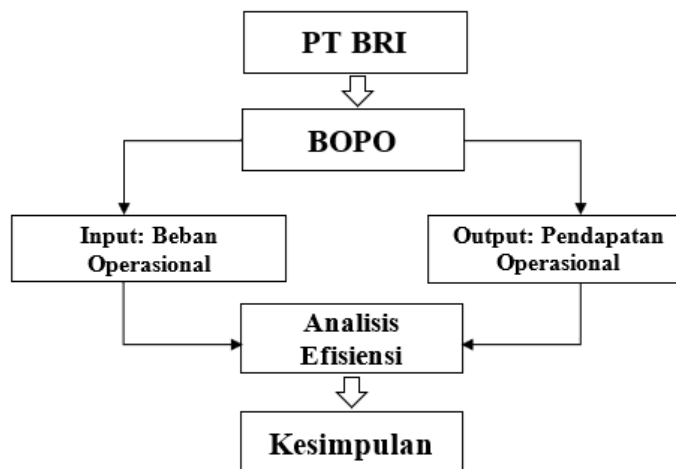 PT BRI
BOPO
Input: Beban
Operasional
Output: Pendapatan
Operasional
Analisis
Efisiensi
Kesimpulan